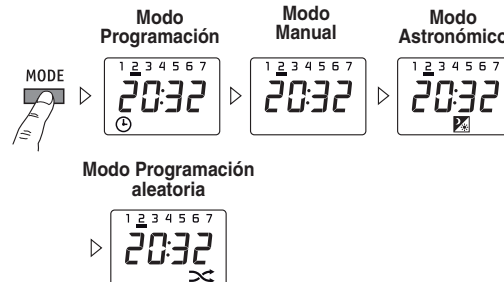 Modo
Programación
Modo
Manual
Modo
Astronómico
MODE
1 2 3 4 5 6 7
20:32
1 2 3 4 5 6 7
20:32
1 2 3 4 5 6 7
20:32
Modo Programación
aleatoria
1 2 3 4 5 6 7
20:32